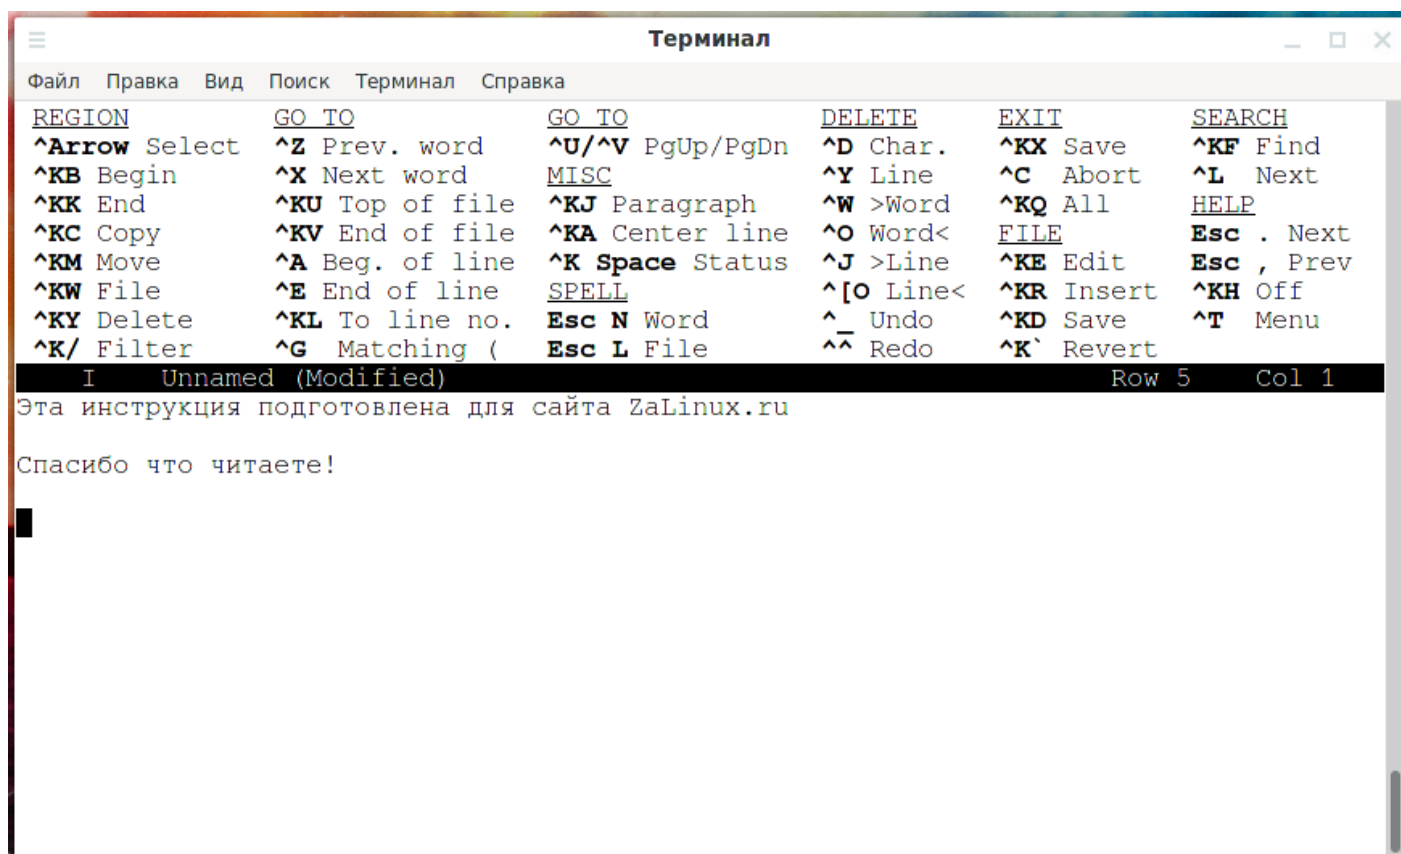 Терминал
Файл Правка Вид Поиск Терминал Справка
REGION GO TO GO TO DELETE EXIT SEARCH
^Arrow Select ^Z Prev. word ^U/^V PgUp/PgDn ^D Char. ^KX Save ^KF Find
^KB Begin ^X Next word MISC ^Y Line ^C Abort ^L Next
^KK End ^KU Top of file ^KJ Paragraph ^W >Word ^KQ All HELP
^KC Copy ^KV End of file ^KA Center line ^O Word< FILE Esc . Next
^KM Move ^A Beg. of line ^K Space Status ^J >Line ^KE Edit Esc , Prev
^KW File ^E End of line SPELL ^[O Line< ^KR Insert ^KH Off
^KY Delete ^KL To line no. Esc N Word ^_ Undo ^KD Save ^T Menu
^K/ Filter ^G Matching ( Esc L File ^^ Redo ^K` Revert
I Unnamed (Modified) Row 5 Col 1
Эта инструкция подготовлена для сайта ZaLinux.ru
Спасибо что читаете!